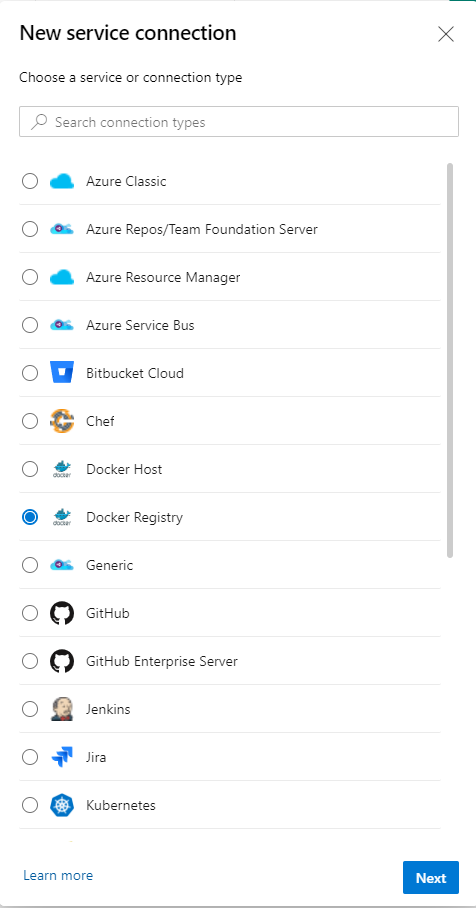 New service connection
Choose a service or connection type
Search connection types
Azure Classic
Azure Repos/Team Foundation Server
Azure Resource Manager
Azure Service Bus
Bitbucket Cloud
Chef
docker
Docker Host
docker
Docker Registry
Generic
GitHub
GitHub Enterprise Server
Jenkins
Jira
Kubernetes
Learn more
Next